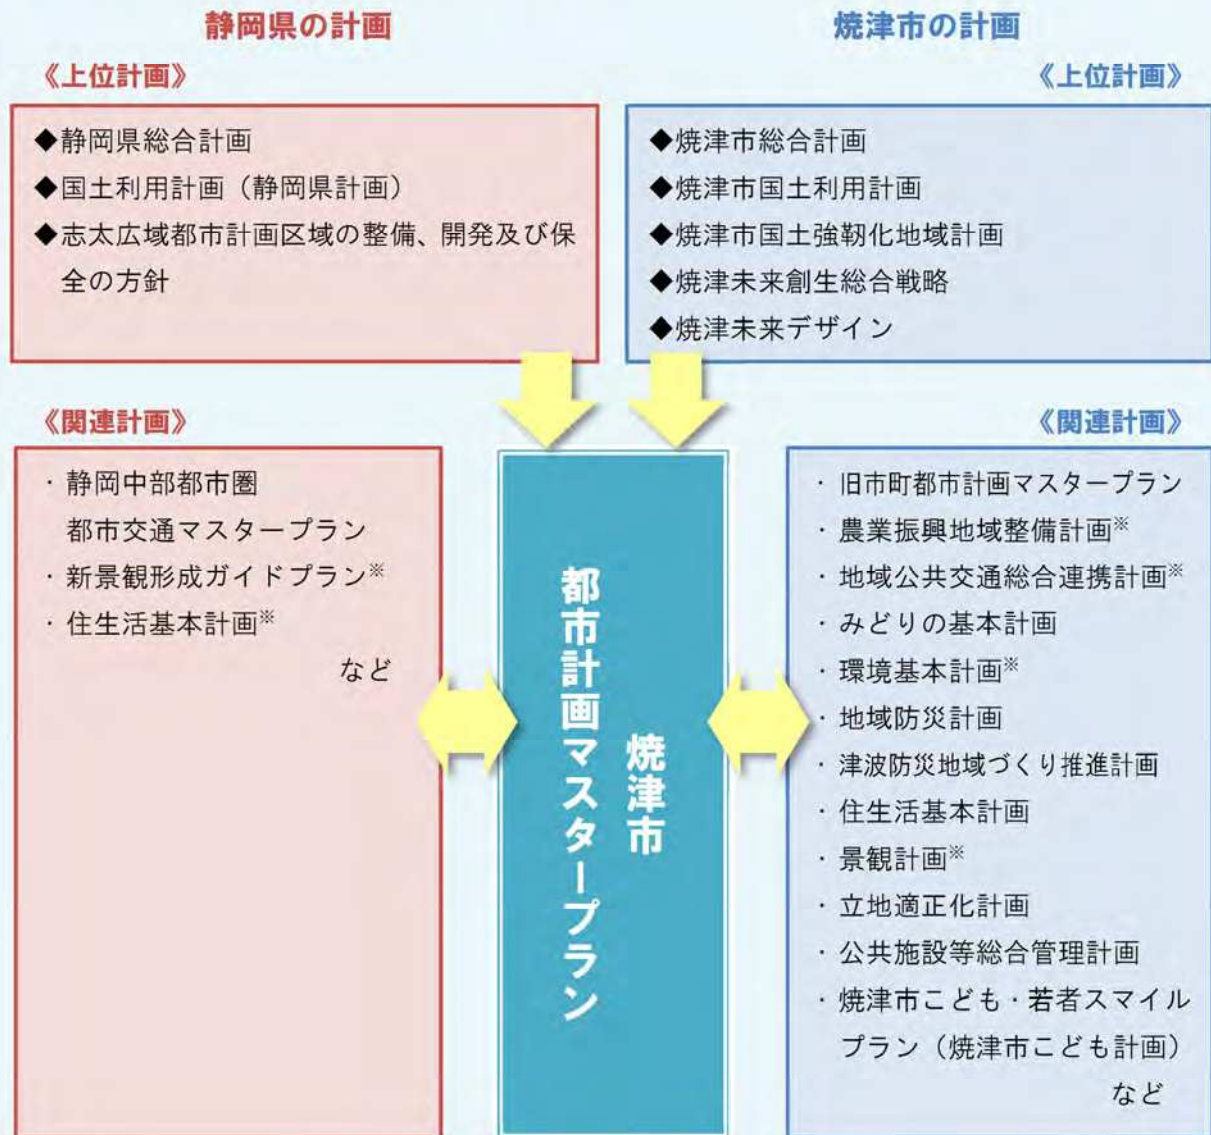 静岡県の計画
《上位計画》
◆静岡県総合計画
◆国土利用計画（静岡県計画）
◆志太広域都市計画区域の整備、開発及び保
全の方針
焼津市の計画
《上位計画》
◆焼津市総合計画
◆焼津市国土利用計画
◆焼津市国土強靭化地域計画
◆焼津未来創生総合戦略
◆焼津未来デザイン
《関連計画》
・静岡中部都市圏
都市交通マスタープラン
・新景観形成ガイドプラン※
・住生活基本計画※
など
焼津市
都市計画マスタープラン
《関連計画》
・旧市町都市計画マスタープラン
・農業振興地域整備計画※
・地域公共交通総合連携計画※
・みどりの基本計画
・環境基本計画※
・地域防災計画
・津波防災地域づくり推進計画
・住生活基本計画
・景観計画※
・立地適正化計画
・公共施設等総合管理計画
・焼津市こども・若者スマイル
プラン（焼津市こども計画）
など